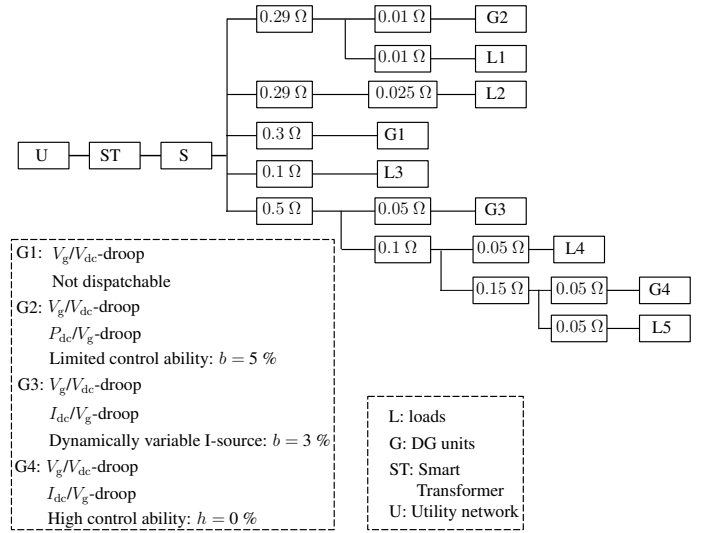 0.29 Ω 0.01 Ω G2
0.01 Ω L1
0.29 Ω 0.025 Ω L2
0.3 Ω G1
U ST S
0.1 Ω L3
0.5 Ω 0.05 Ω G3
0.1 Ω 0.05 Ω L4
0.15 Ω 0.05 Ω G4
0.05 Ω L5
G1: Vg/Vdc-droop
Not dispatchable
G2: Vg/Vdc-droop
Pdc/Vg-droop
Limited control ability: b = 5 %
G3: Vg/Vdc-droop
Idc/Vg-droop
Dynamically variable I-source: b = 3 %
G4: Vg/Vdc-droop
Idc/Vg-droop
High control ability: h = 0 %
L: loads
G: DG units
ST: Smart
Transformer
U: Utility network